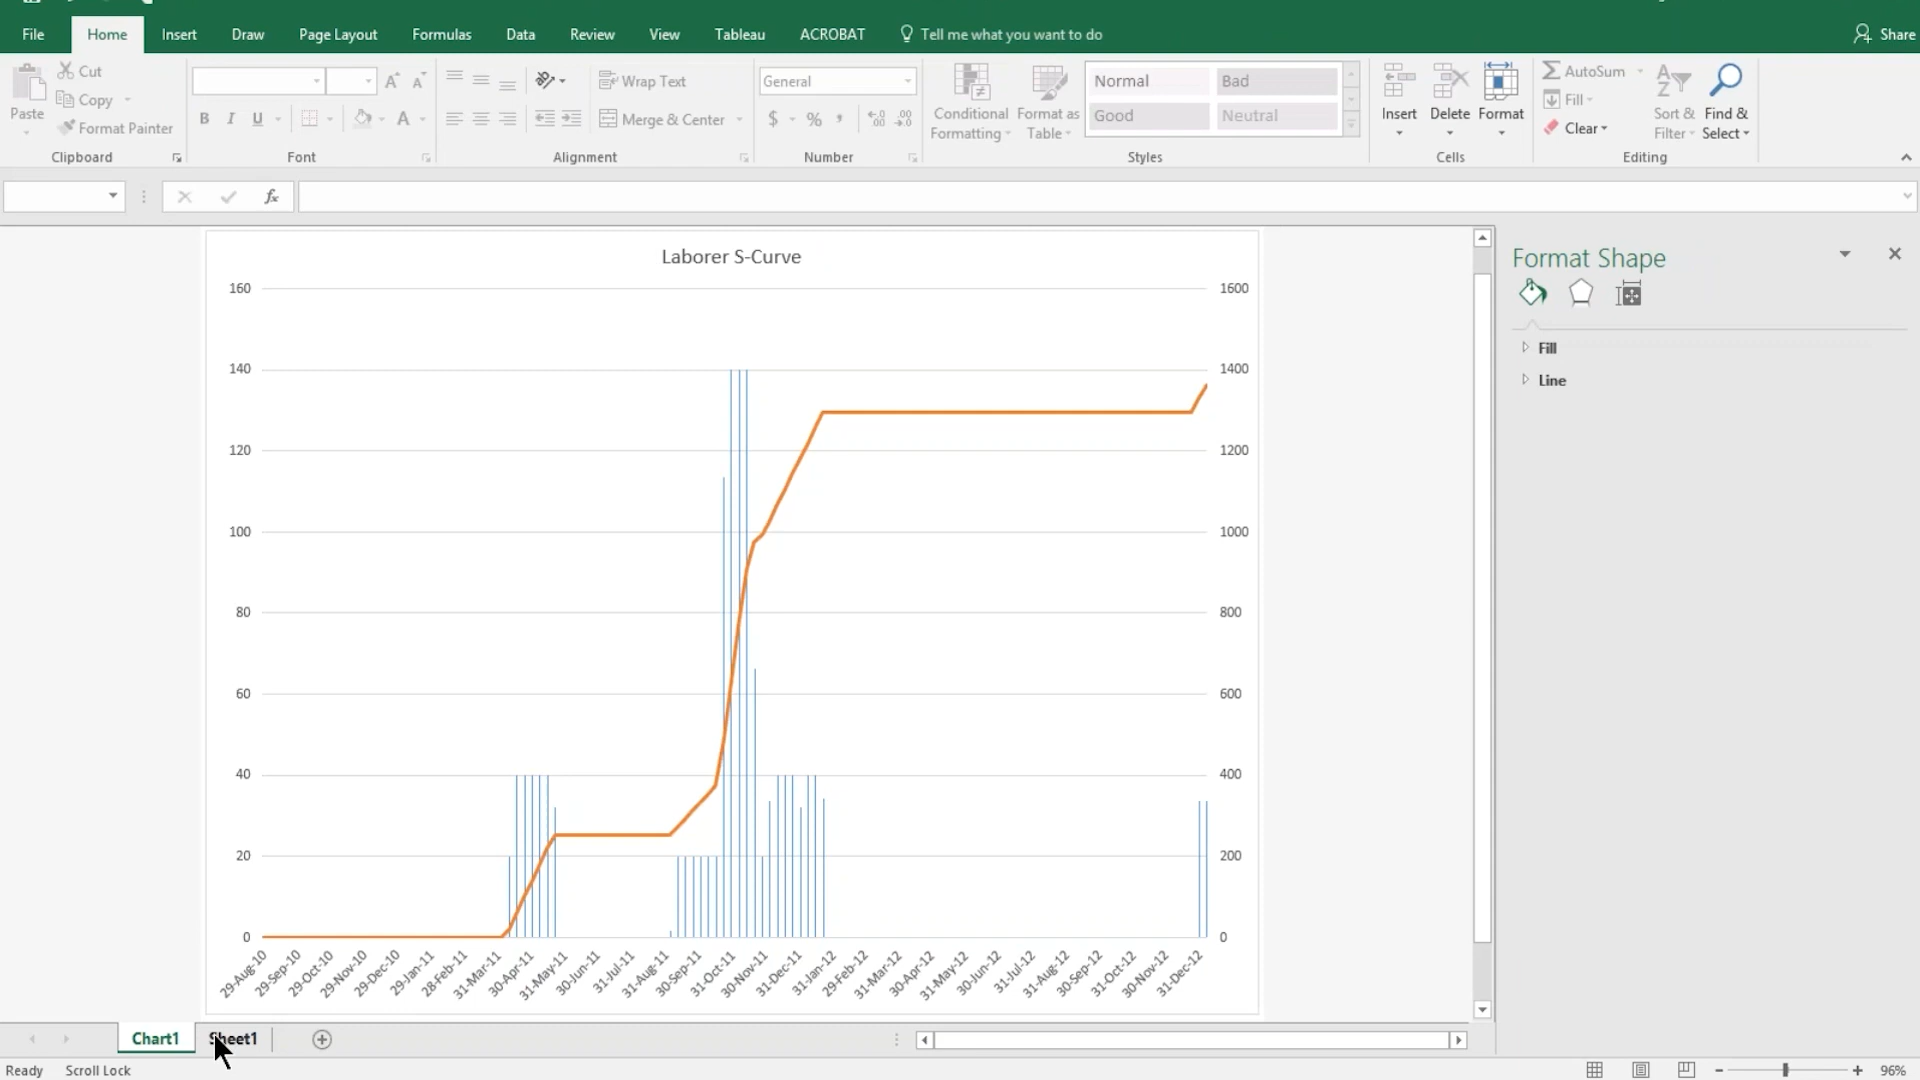 File Home Insert Draw Page Layout Formulas Data Review View Tableau ACROBAT Tell me what you want to do Share
Paste
Cut
Copy
Format Painter
Clipboard
B I U
Font
Wrap Text
Merge & Center
Alignment
General
$ % ,
Number
Conditional Formatting
Format as Table
Normal Bad
Good Neutral
Styles
Insert Delete Format
Cells
AutoSum
Fill
Clear
Sort & Filter
Find & Select
Editing
fx
Laborer S-Curve
160 1600
140 1400
120 1200
100 1000
80 800
60 600
40 400
20 200
0 0
29-Aug-10 29-Sep-10 29-Oct-10 29-Nov-10 29-Dec-10 29-Jan-11 28-Feb-11 31-Mar-11 30-Apr-11 31-May-11 30-Jun-11 31-Jul-11 31-Aug-11 30-Sep-11 31-Oct-11 30-Nov-11 31-Dec-11 31-Jan-12 29-Feb-12 31-Mar-12 30-Apr-12 31-May-12 30-Jun-12 31-Jul-12 31-Aug-12 30-Sep-12 31-Oct-12 30-Nov-12 31-Dec-12
Format Shape
Fill
Line
Chart1 Sheet1
Ready Scroll Lock 96%